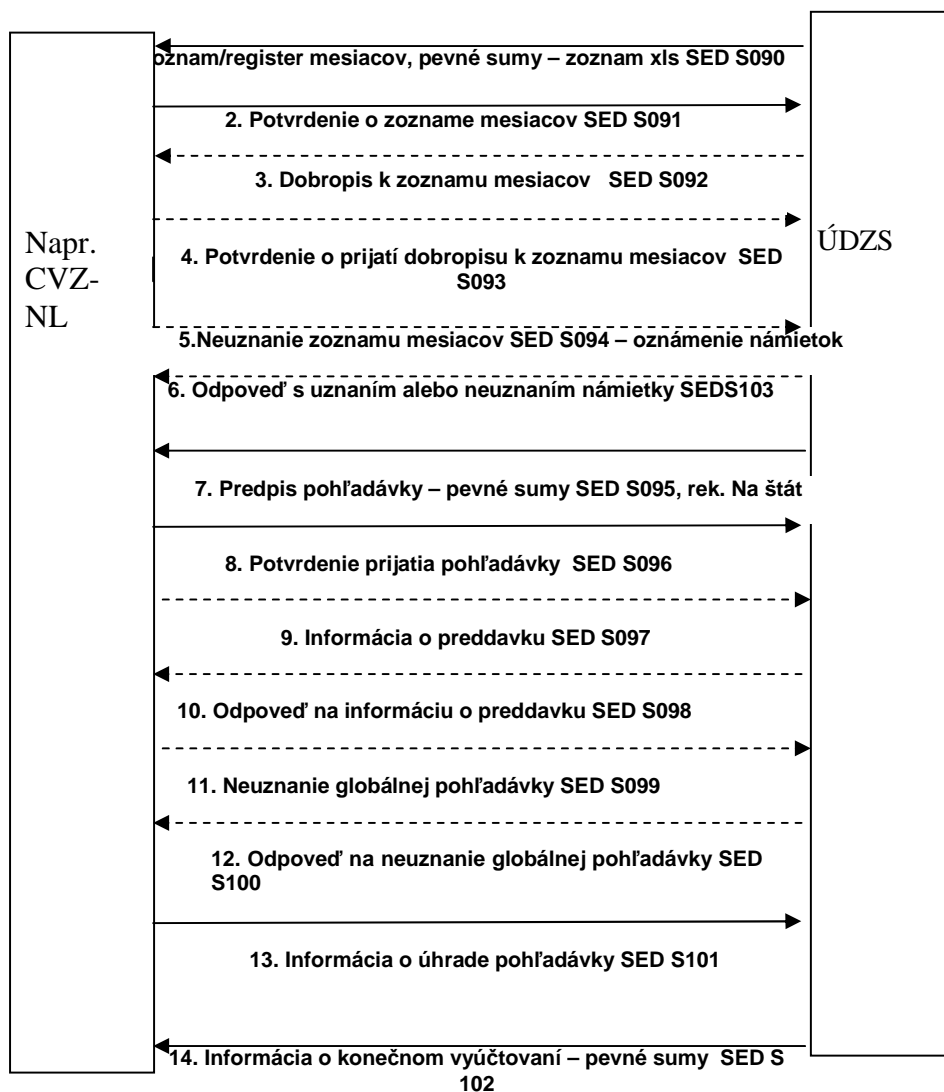 oznam/register mesiacov, pevné sumy – zoznam xls SED S090
2. Potvrdenie o zozname mesiacov SED S091
3. Dobropis k zoznamu mesiacov SED S092
Napr.
CVZ-
NL
ÚDZS
4. Potvrdenie o prijatí dobropisu k zoznamu mesiacov SED
S093
5.Neuznanie zoznamu mesiacov SED S094 – oznámenie námietok
6. Odpoveď s uznaním alebo neuznaním námietky SEDS103
7. Predpis pohľadávky – pevné sumy SED S095, rek. Na štát
8. Potvrdenie prijatia pohľadávky SED S096
9. Informácia o preddavku SED S097
10. Odpoveď na informáciu o preddavku SED S098
11. Neuznanie globálnej pohľadávky SED S099
12. Odpoveď na neuznanie globálnej pohľadávky SED
S100
13. Informácia o úhrade pohľadávky SED S101
14. Informácia o konečnom vyúčtovaní – pevné sumy SED S
102